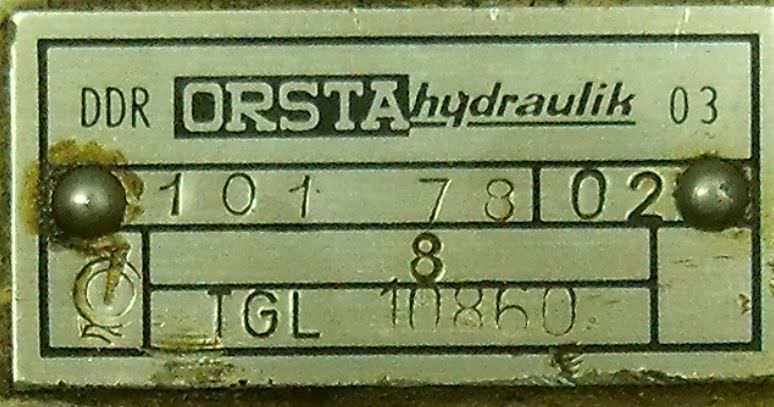 DDR ORSTA hydraulik 03
101 78 02
8
TGL 10860